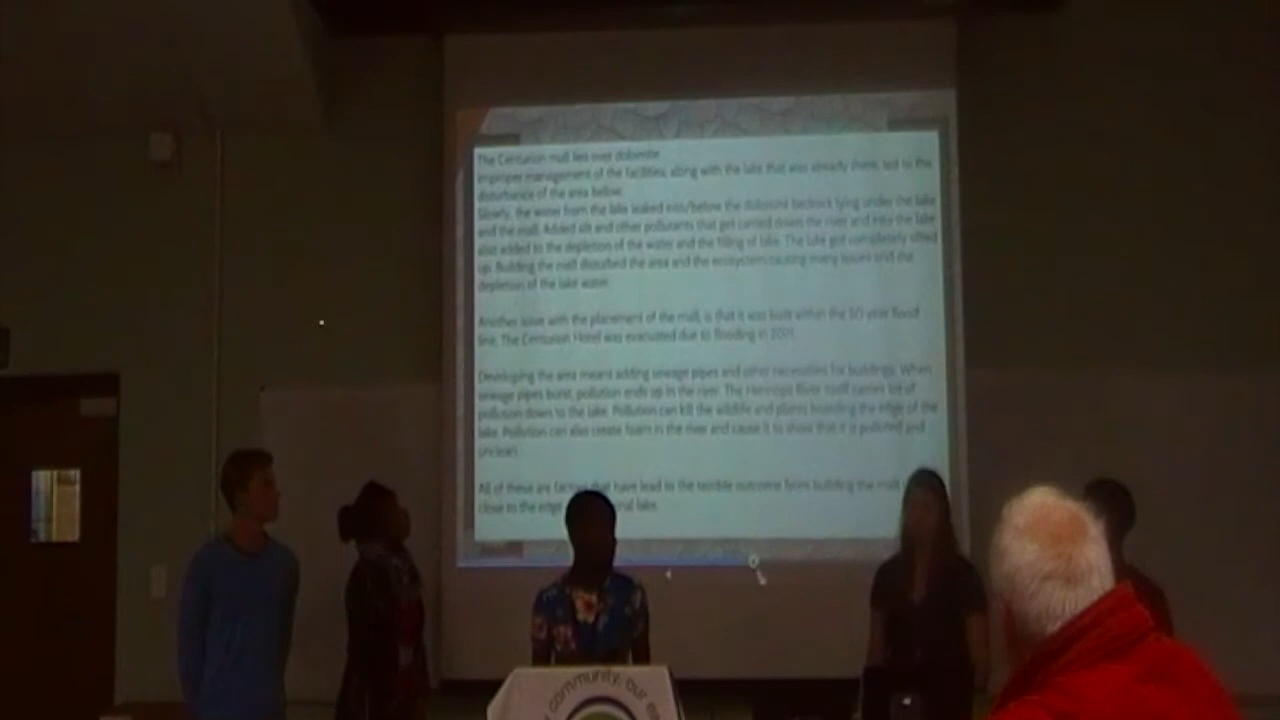 The Centurion mall lies over dolomite
Improper management of the facilities, along with the lake that was already there, led to the
disturbance of the area below.
Slowly, the water from the lake leaked into/below the dolomite bedrock lying under the lake
and the mall. Added silt and other pollutants that get carried down the river and into the lake
also added to the depletion of the water and the filling of lake. The lake got completely silted
up. Building the mall disturbed the area and the ecosystem causing many issues and the
depletion of the lake water.
Another issue with the placement of the mall, is that it was built within the 50 year flood
line. The Centurion Hotel was evacuated due to flooding in
Developing the area means adding sewage pipes and other necessities for buildings. When
sewage pipes burst, pollution ends up in the river. The Hennops River itself carries lot of
pollution down to the lake. Pollution can kill the wildlife and plants boarding the edge of the
lake. Pollution can also create foam in the river and cause it to show that it is polluted and
unclean.
All of these are factors that have lead to the terrible outcome from building the mall
close to the edge lake.
community, our